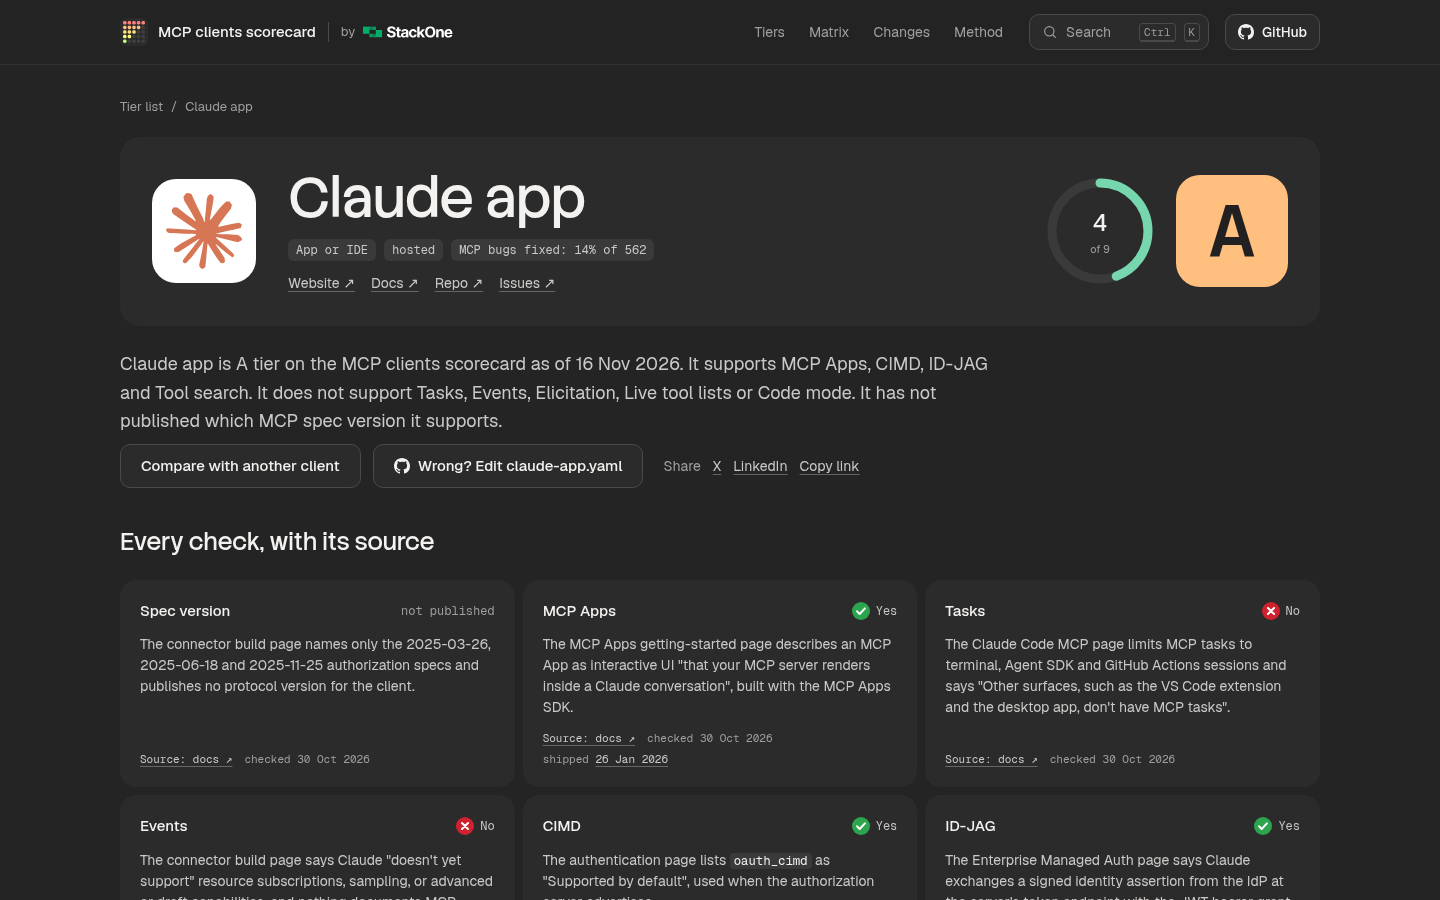 MCP clients scorecard
by StackOne
Tiers
Matrix
Changes
Method
Search
Ctrl K
GitHub
Tier list / Claude app
Claude app
App or IDE
hosted
MCP bugs fixed: 14% of 562
Website ↗
Docs ↗
Repo ↗
Issues ↗
4
of 9
A
Claude app is A tier on the MCP clients scorecard as of 16 Nov 2026. It supports MCP Apps, CIMD, ID-JAG
and Tool search. It does not support Tasks, Events, Elicitation, Live tool lists or Code mode. It has not
published which MCP spec version it supports.
Compare with another client
Wrong? Edit claude-app.yaml
Share X LinkedIn Copy link
Every check, with its source
Spec version
not published
The connector build page names only the 2025-03-26,
2025-06-18 and 2025-11-25 authorization specs and
publishes no protocol version for the client.
Source: docs ↗ checked 30 Oct 2026
MCP Apps
Yes
The MCP Apps getting-started page describes an MCP
App as interactive UI "that your MCP server renders
inside a Claude conversation", built with the MCP Apps
SDK.
Source: docs ↗ checked 30 Oct 2026
shipped 26 Jan 2026
Tasks
No
The Claude Code MCP page limits MCP tasks to
terminal, Agent SDK and GitHub Actions sessions and
says "Other surfaces, such as the VS Code extension
and the desktop app, don't have MCP tasks".
Source: docs ↗ checked 30 Oct 2026
Events
No
The connector build page says Claude "doesn't yet
support" resource subscriptions, sampling, or advanced
CIMD
Yes
The authentication page lists oauth_cimd as
"Supported by default", used when the authorization
ID-JAG
Yes
The Enterprise Managed Auth page says Claude
exchanges a signed identity assertion from the IdP at